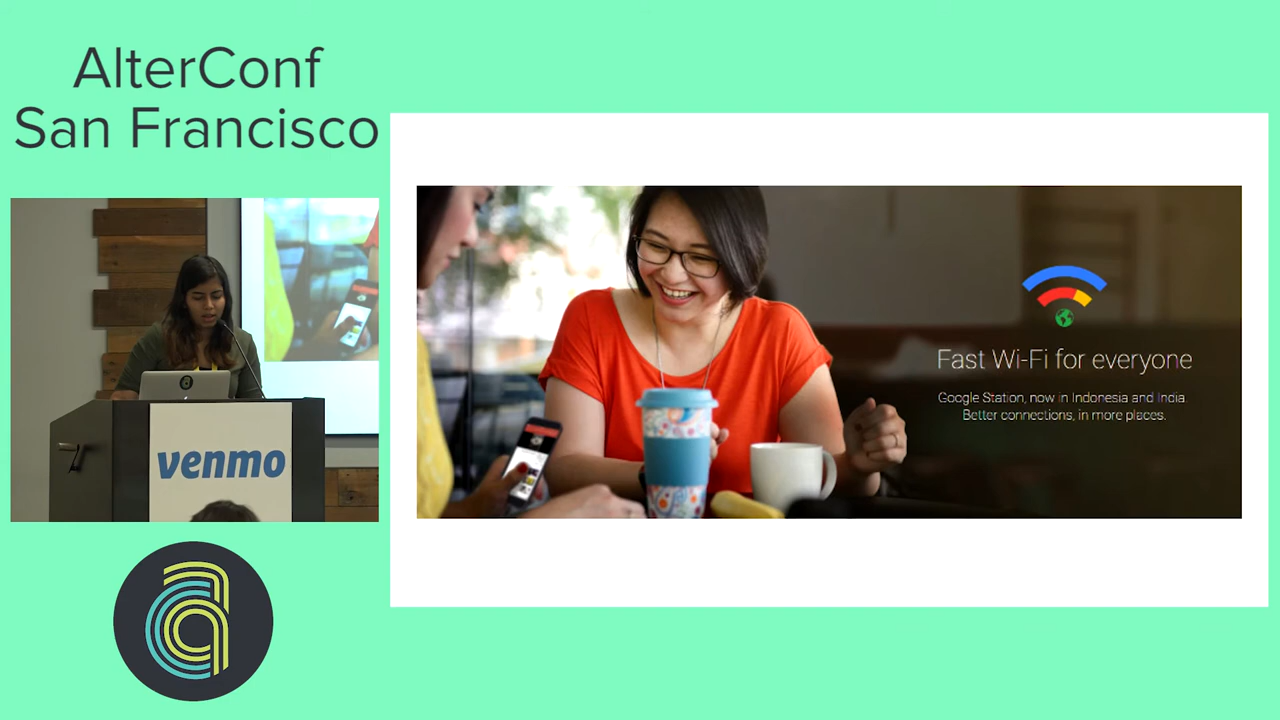 AlterConf
San Francisco
venmo
Fast Wi-Fi for everyone
Google Station, now in Indonesia and India.
Better connections, in more places.